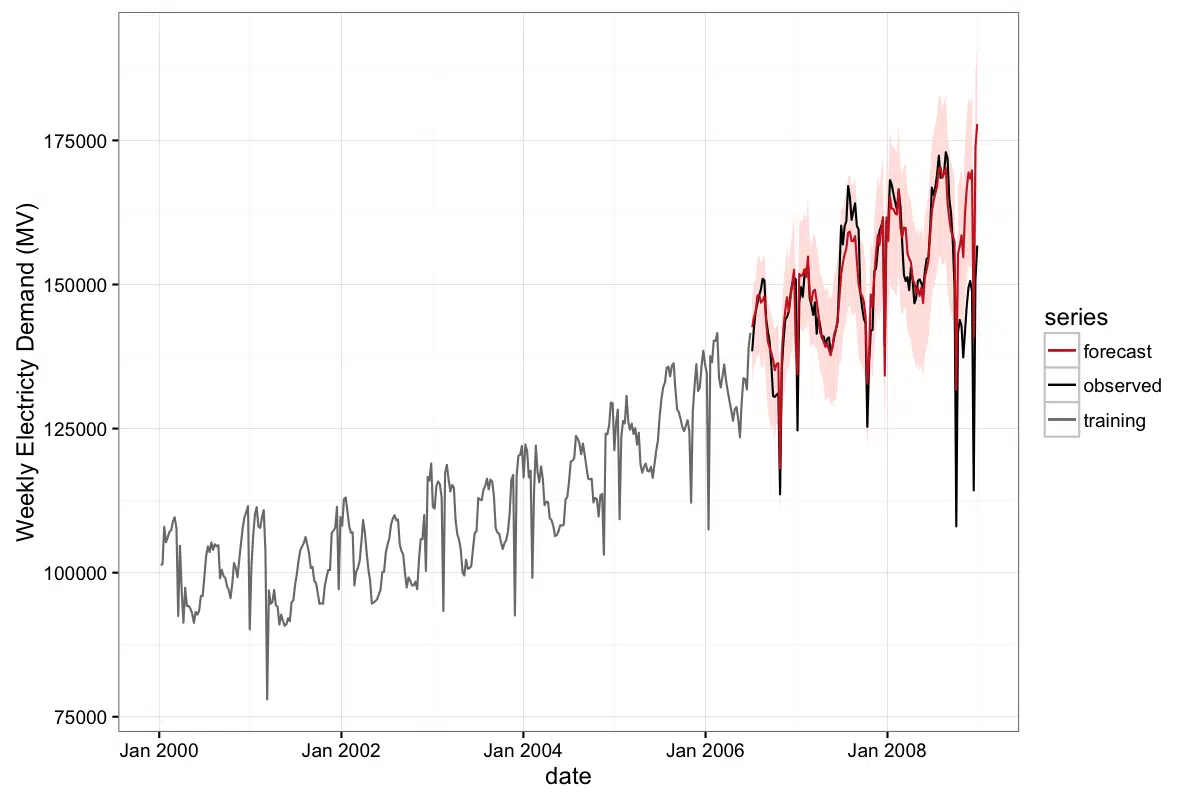 175000
150000
125000
100000
75000
Weekly Electricty Demand (MV)
Jan 2000 Jan 2002 Jan 2004 Jan 2006 Jan 2008
date
series
forecast
observed
training